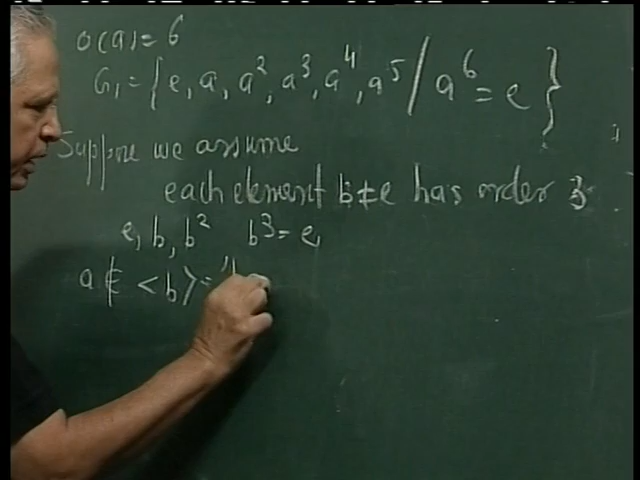 o(a) = 6
G₁ = { e, a, a², a³, a⁴, a⁵ / a⁶ = e }
Suppose we assume
each element b ≠ e has order 3
e, b, b² b³ = e,
a ∉ <b> = {